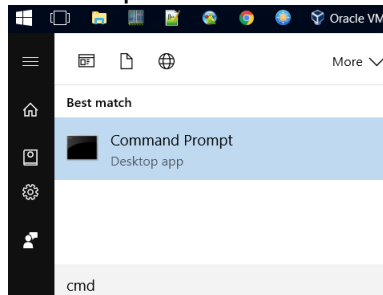 Oracle VM
More
Best match
Command Prompt
Desktop app
cmd